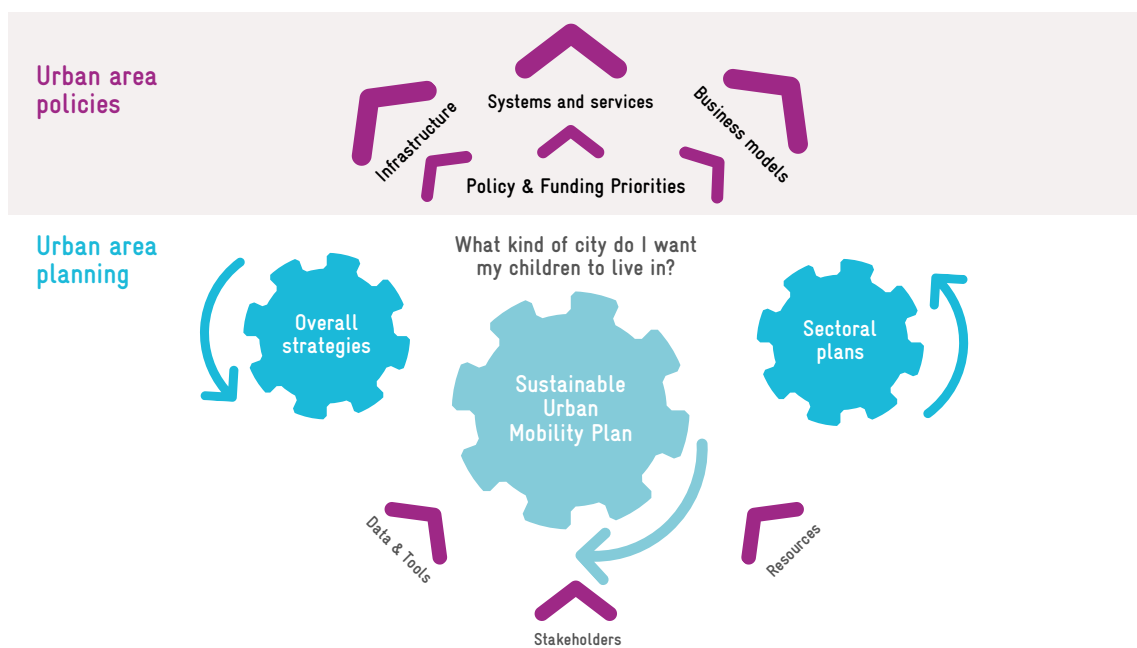 Urban area
policies
Systems and services
Infrastructure
Business models
Policy & Funding Priorities
Urban area
planning
What kind of city do I want
my children to live in?
Overall
strategies
Sectoral
plans
Sustainable
Urban
Mobility Plan
Data & Tools
Resources
Stakeholders